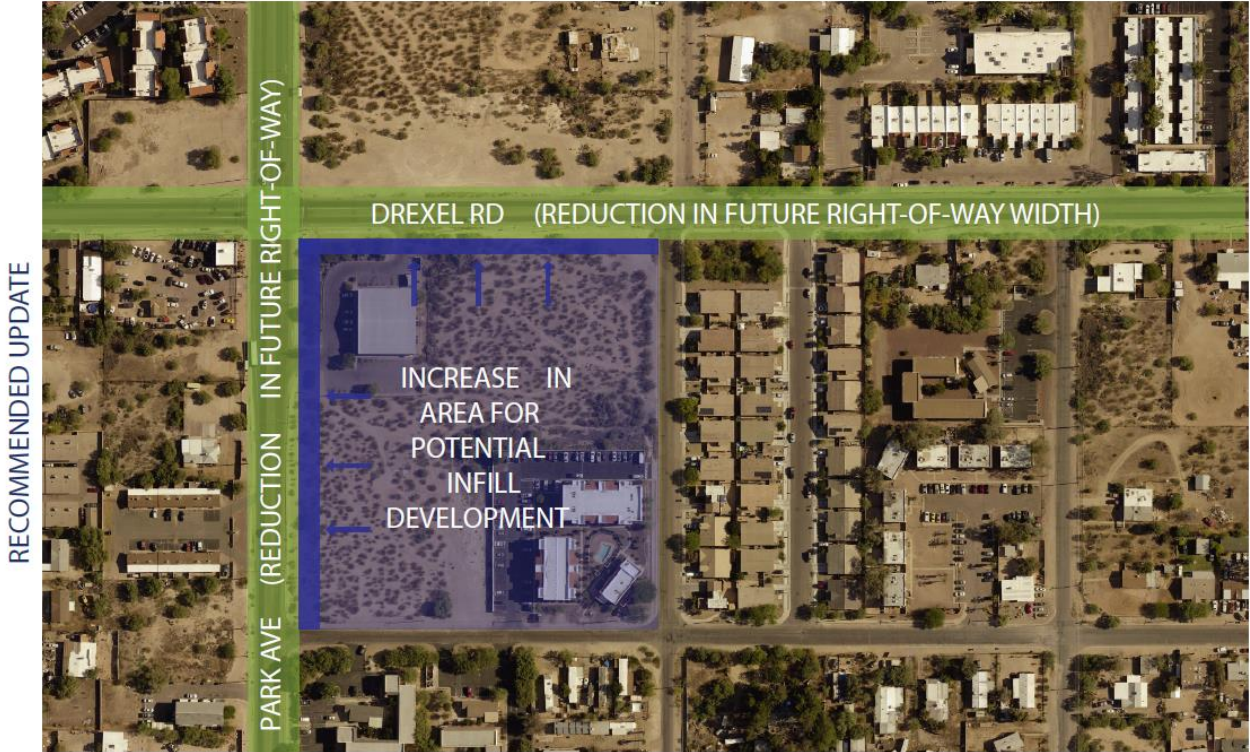 RECOMMENDED UPDATE
PARK AVE (REDUCTION IN FUTURE RIGHT-OF-WAY)
DREXEL RD (REDUCTION IN FUTURE RIGHT-OF-WAY WIDTH)
INCREASE IN
AREA FOR
POTENTIAL
INFILL
DEVELOPMENT